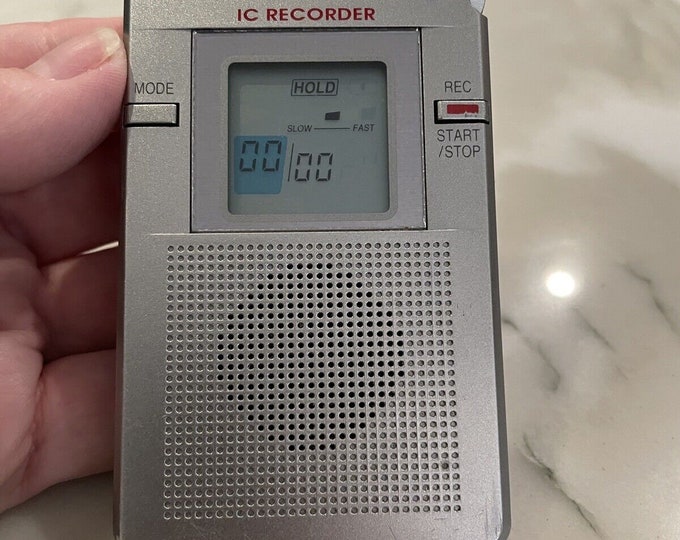 IC RECORDER
MODE
HOLD
REC
SLOW FAST
START
/STOP
00/00